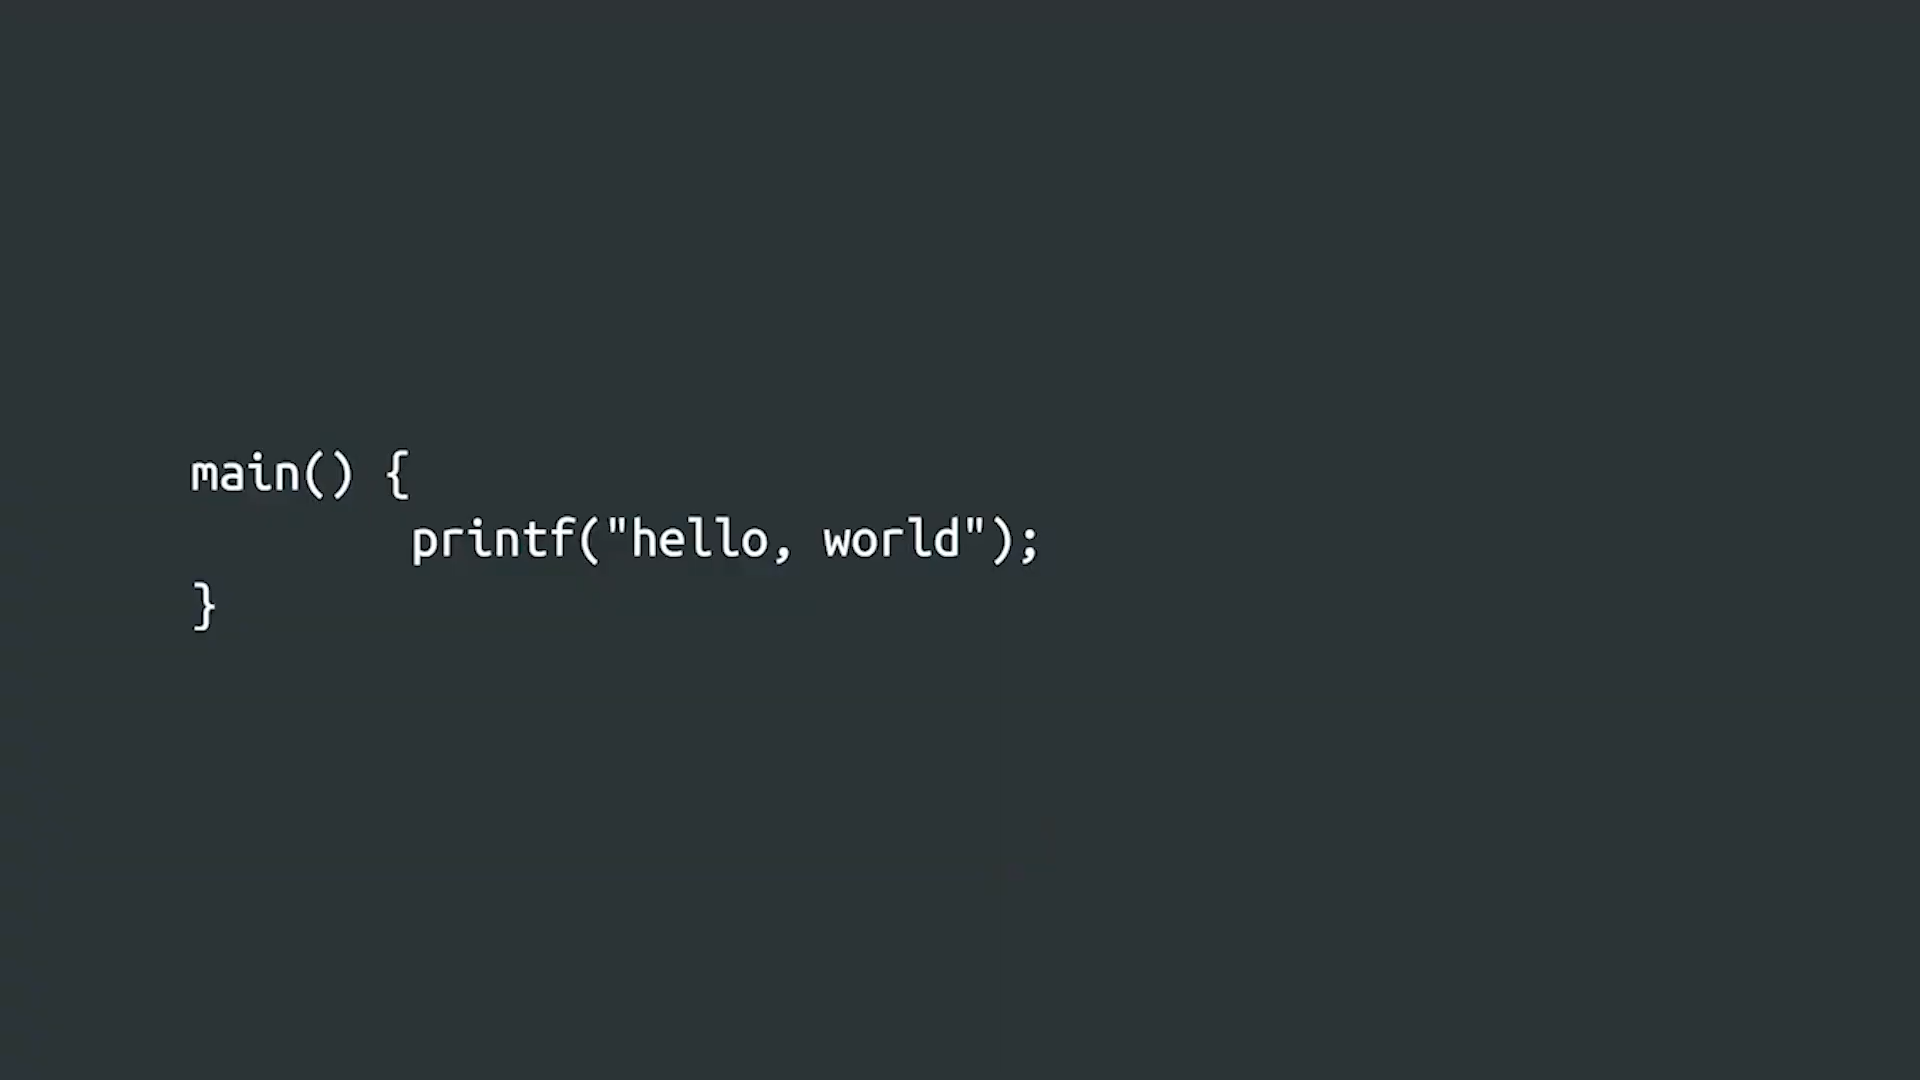 main() {
        printf("hello, world");
}